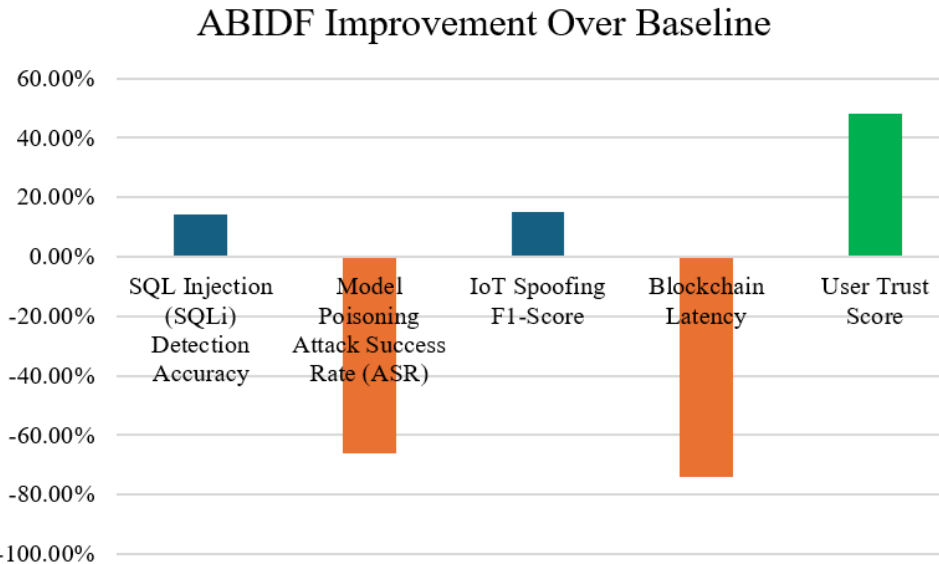 ABIDF Improvement Over Baseline
60.00%
40.00%
20.00%
0.00%
-20.00%
-40.00%
-60.00%
-80.00%
-100.00%
SQL Injection
(SQLi)
Detection
Accuracy
Model
Poisoning
Attack Success
Rate (ASR)
IoT Spoofing
F1-Score
Blockchain
Latency
User Trust
Score